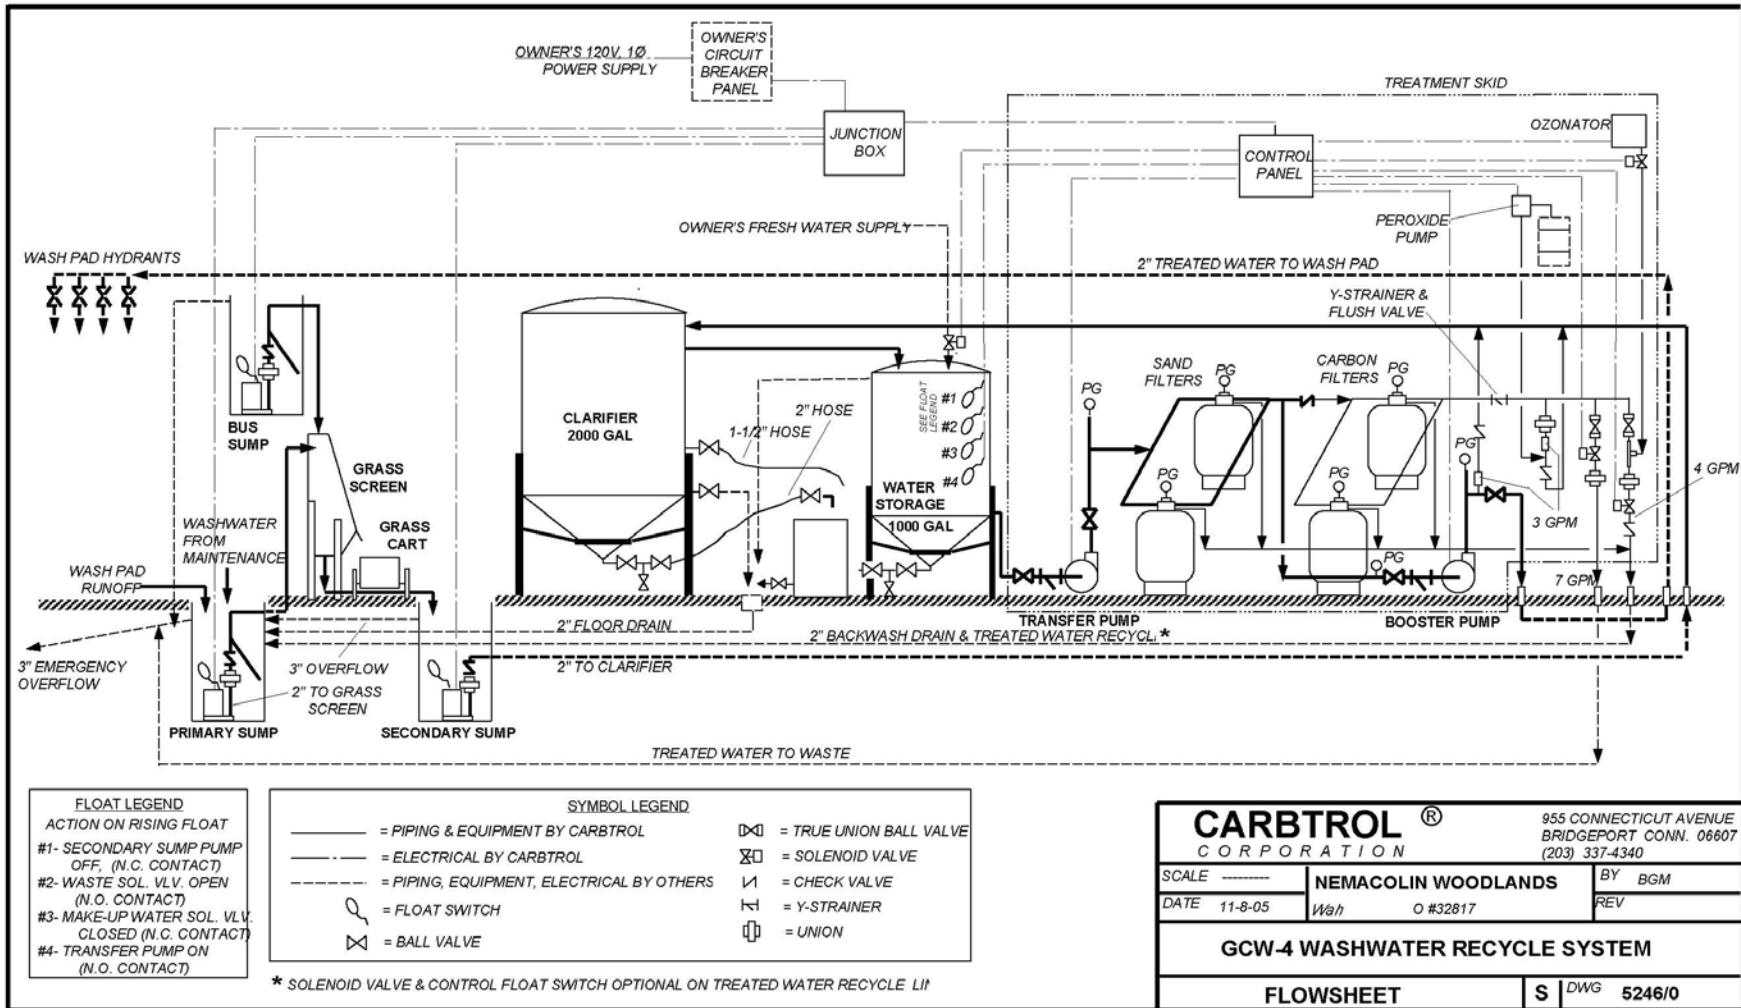 OWNER'S 120V, 1Ø
POWER SUPPLY
OWNER'S
CIRCUIT
BREAKER
PANEL
TREATMENT SKID
JUNCTION
BOX
OZONATOR
CONTROL
PANEL
PEROXIDE
PUMP
OWNER'S FRESH WATER SUPPLY
WASH PAD HYDRANTS
2" TREATED WATER TO WASH PAD
Y-STRAINER &
FLUSH VALVE
BUS
SUMP
CLARIFIER
2000 GAL
2" HOSE
1-1/2" HOSE
SEE FLOAT
LEGEND
#1
#2
#3
#4
WATER
STORAGE
1000 GAL
PG
SAND
FILTERS
PG
CARBON
FILTERS
PG
PG
PG
PG
PG
4 GPM
3 GPM
7 GPM
GRASS
SCREEN
GRASS
CART
WASHWATER
FROM
MAINTENANCE
WASH PAD
RUNOFF
TRANSFER PUMP
BOOSTER PUMP
2" FLOOR DRAIN
2" BACKWASH DRAIN & TREATED WATER RECYCL *
3" EMERGENCY
OVERFLOW
3" OVERFLOW
2" TO CLARIFIER
2" TO GRASS
SCREEN
PRIMARY SUMP
SECONDARY SUMP
TREATED WATER TO WASTE
FLOAT LEGEND
ACTION ON RISING FLOAT
#1- SECONDARY SUMP PUMP
OFF, (N.C. CONTACT)
#2- WASTE SOL. VLV. OPEN
(N.O. CONTACT)
#3- MAKE-UP WATER SOL. VLV.
CLOSED (N.C. CONTACT)
#4- TRANSFER PUMP ON
(N.O. CONTACT)
SYMBOL LEGEND
= PIPING & EQUIPMENT BY CARBTROL
= ELECTRICAL BY CARBTROL
= PIPING, EQUIPMENT, ELECTRICAL BY OTHERS
= FLOAT SWITCH
= BALL VALVE
= TRUE UNION BALL VALVE
= SOLENOID VALVE
= CHECK VALVE
= Y-STRAINER
= UNION
* SOLENOID VALVE & CONTROL FLOAT SWITCH OPTIONAL ON TREATED WATER RECYCLE
CARBTROL ®
CORPORATION
955 CONNECTICUT AVENUE
BRIDGEPORT CONN. 06607
(203) 337-4340
SCALE ---------
NEMACOLIN WOODLANDS
BY BGM
DATE 11-8-05
Wah O #32817
REV
GCW-4 WASHWATER RECYCLE SYSTEM
FLOWSHEET
S
DWG 5246/0